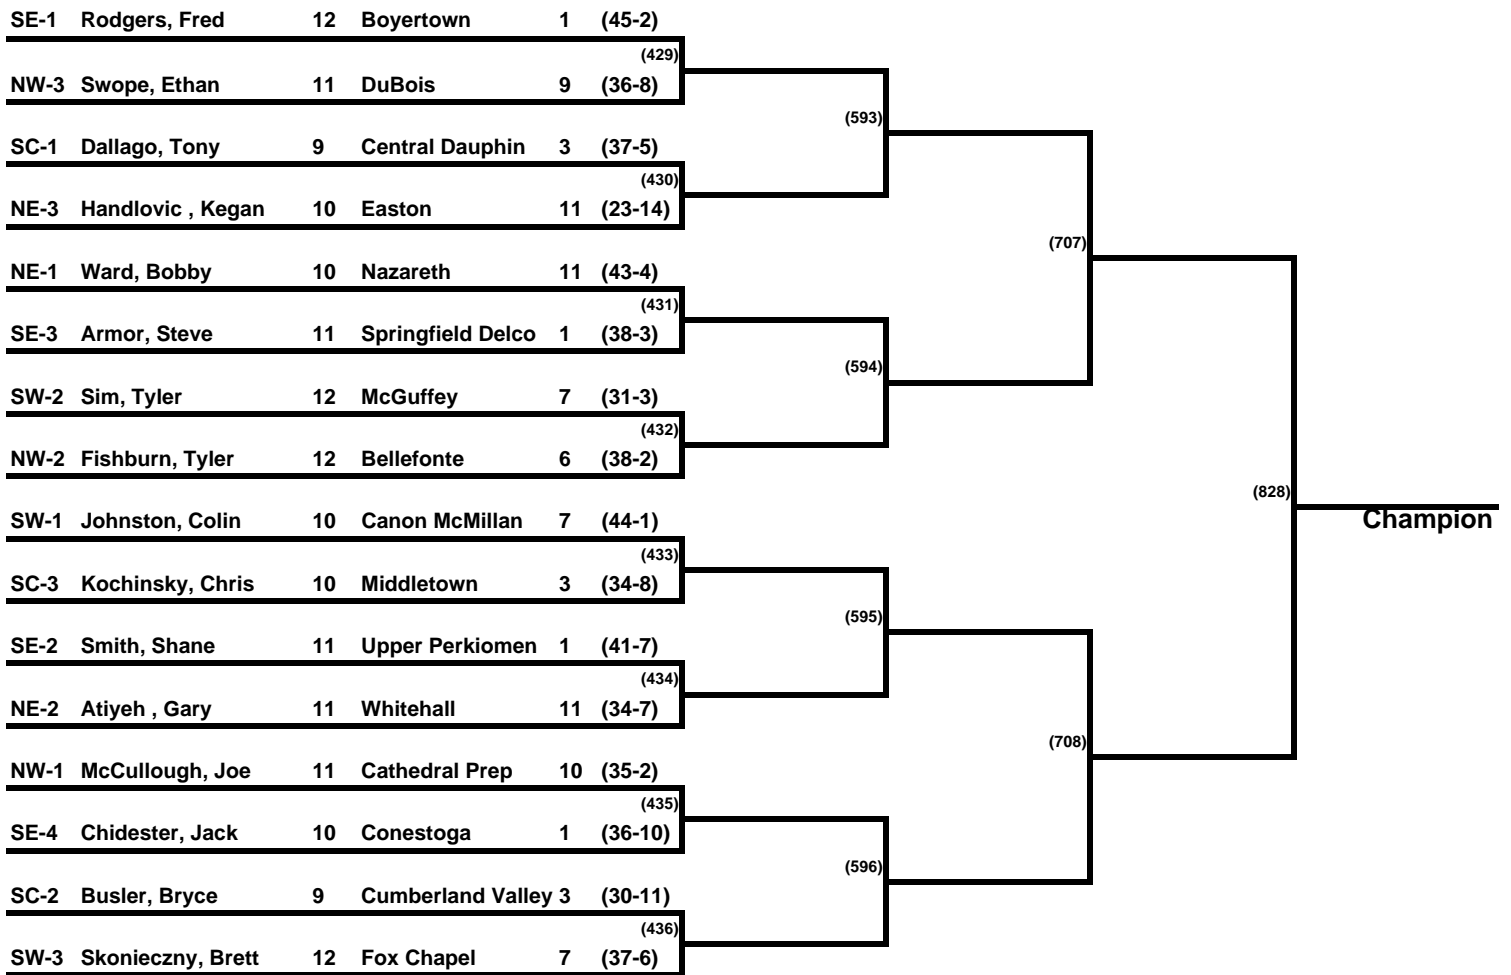 SE-1 Rodgers, Fred 12 Boyertown 1 (45-2)
(429)
NW-3 Swope, Ethan 11 DuBois 9 (36-8)
(593)
SC-1 Dallago, Tony 9 Central Dauphin 3 (37-5)
(430)
NE-3 Handlovic , Kegan 10 Easton 11 (23-14)
(707)
NE-1 Ward, Bobby 10 Nazareth 11 (43-4)
(431)
SE-3 Armor, Steve 11 Springfield Delco 1 (38-3)
(594)
SW-2 Sim, Tyler 12 McGuffey 7 (31-3)
(432)
NW-2 Fishburn, Tyler 12 Bellefonte 6 (38-2)
(828)
SW-1 Johnston, Colin 10 Canon McMillan 7 (44-1)
Champion
(433)
SC-3 Kochinsky, Chris 10 Middletown 3 (34-8)
(595)
SE-2 Smith, Shane 11 Upper Perkiomen 1 (41-7)
(434)
NE-2 Atiyeh , Gary 11 Whitehall 11 (34-7)
(708)
NW-1 McCullough, Joe 11 Cathedral Prep 10 (35-2)
(435)
SE-4 Chidester, Jack 10 Conestoga 1 (36-10)
(596)
SC-2 Busler, Bryce 9 Cumberland Valley 3 (30-11)
(436)
SW-3 Skonieczny, Brett 12 Fox Chapel 7 (37-6)